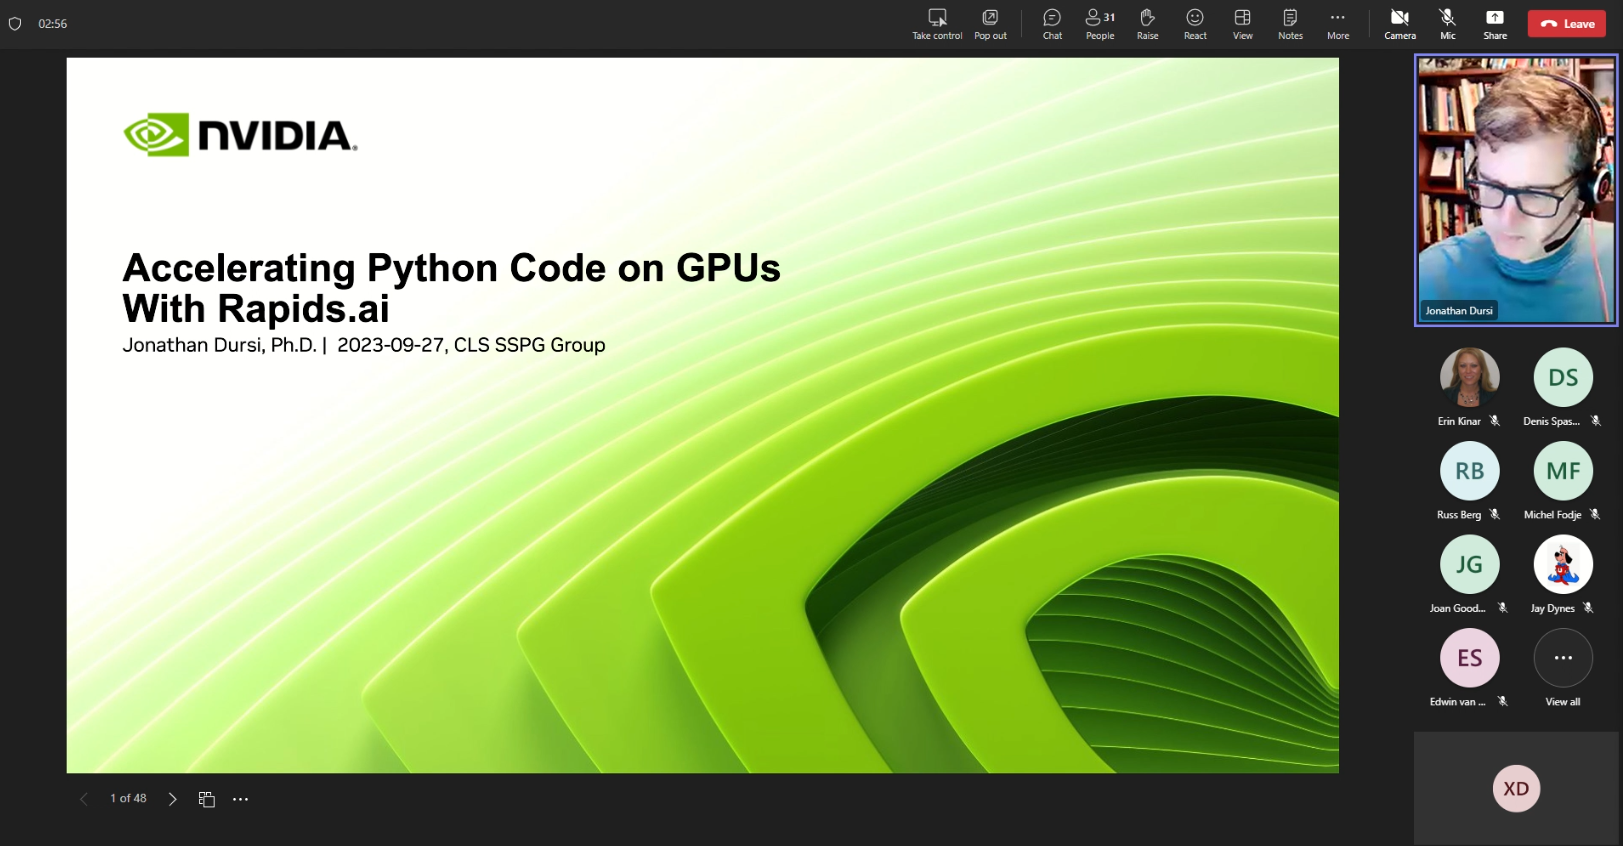 02:56
Take control
Pop out
Chat
31
People
Raise
React
View
Notes
More
Camera
Mic
Share
Leave
NVIDIA.
Accelerating Python Code on GPUs
With Rapids.ai
Jonathan Dursi, Ph.D. | 2023-09-27, CLS SSPG Group
1 of 48
Jonathan Dursi
Erin Kinar
DS
Denis Spas...
RB
Russ Berg
MF
Michel Fodje
JG
Joan Good...
Jay Dynes
ES
Edwin van ...
View all
XD